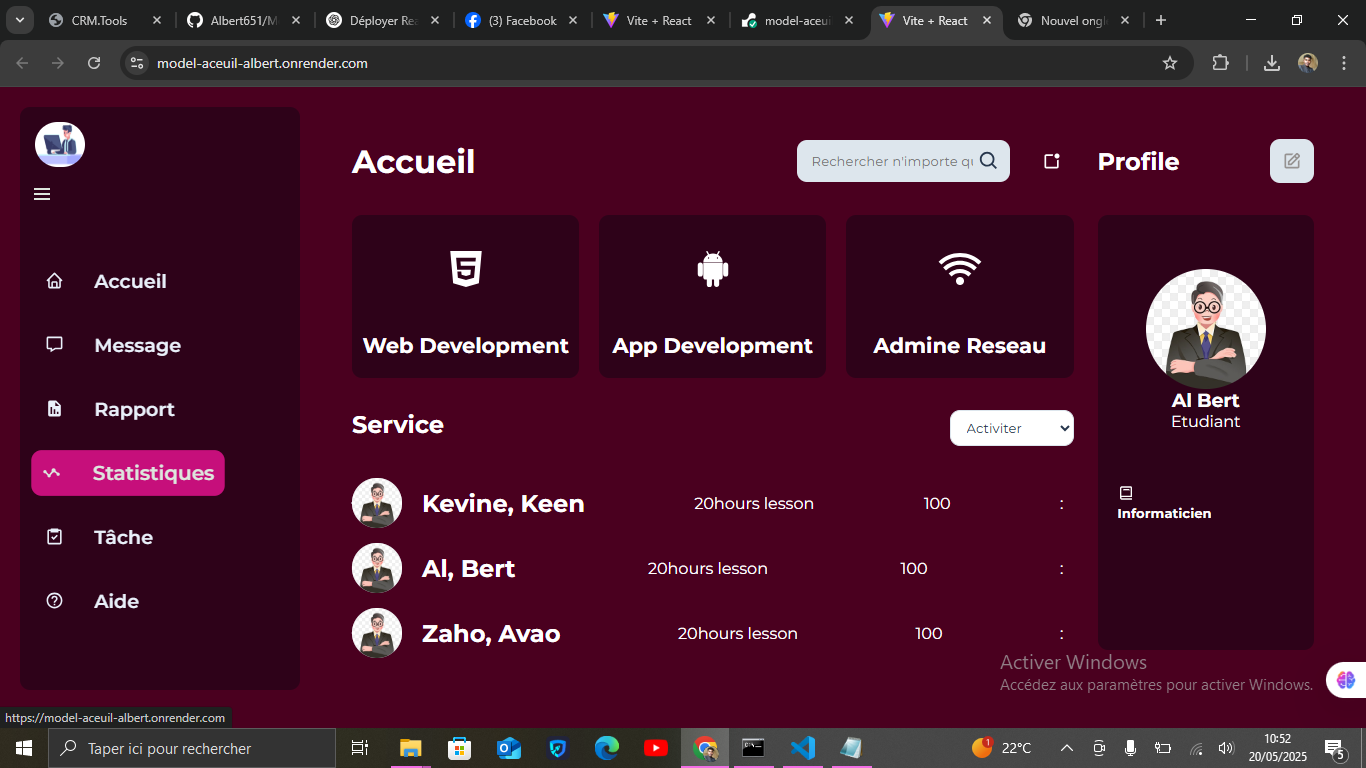 CRM.Tools
Albert651/M
Déployer Rea
(3) Facebook
Vite + React
model-aceui
Vite + React
Nouvel ongl
model-aceuil-albert.onrender.com
Accueil
Rechercher n'importe qu
Profile
Accueil
Message
Rapport
Statistiques
Tâche
Aide
Web Development
App Development
Admine Reseau
Al Bert
Etudiant
Informaticien
Service
Activiter
Kevine, Keen 20hours lesson 100 :
Al, Bert 20hours lesson 100 :
Zaho, Avao 20hours lesson 100 :
Activer Windows
Accédez aux paramètres pour activer Windows.
https://model-aceuil-albert.onrender.com
Taper ici pour rechercher
1
22°C
10:52
20/05/2025
5